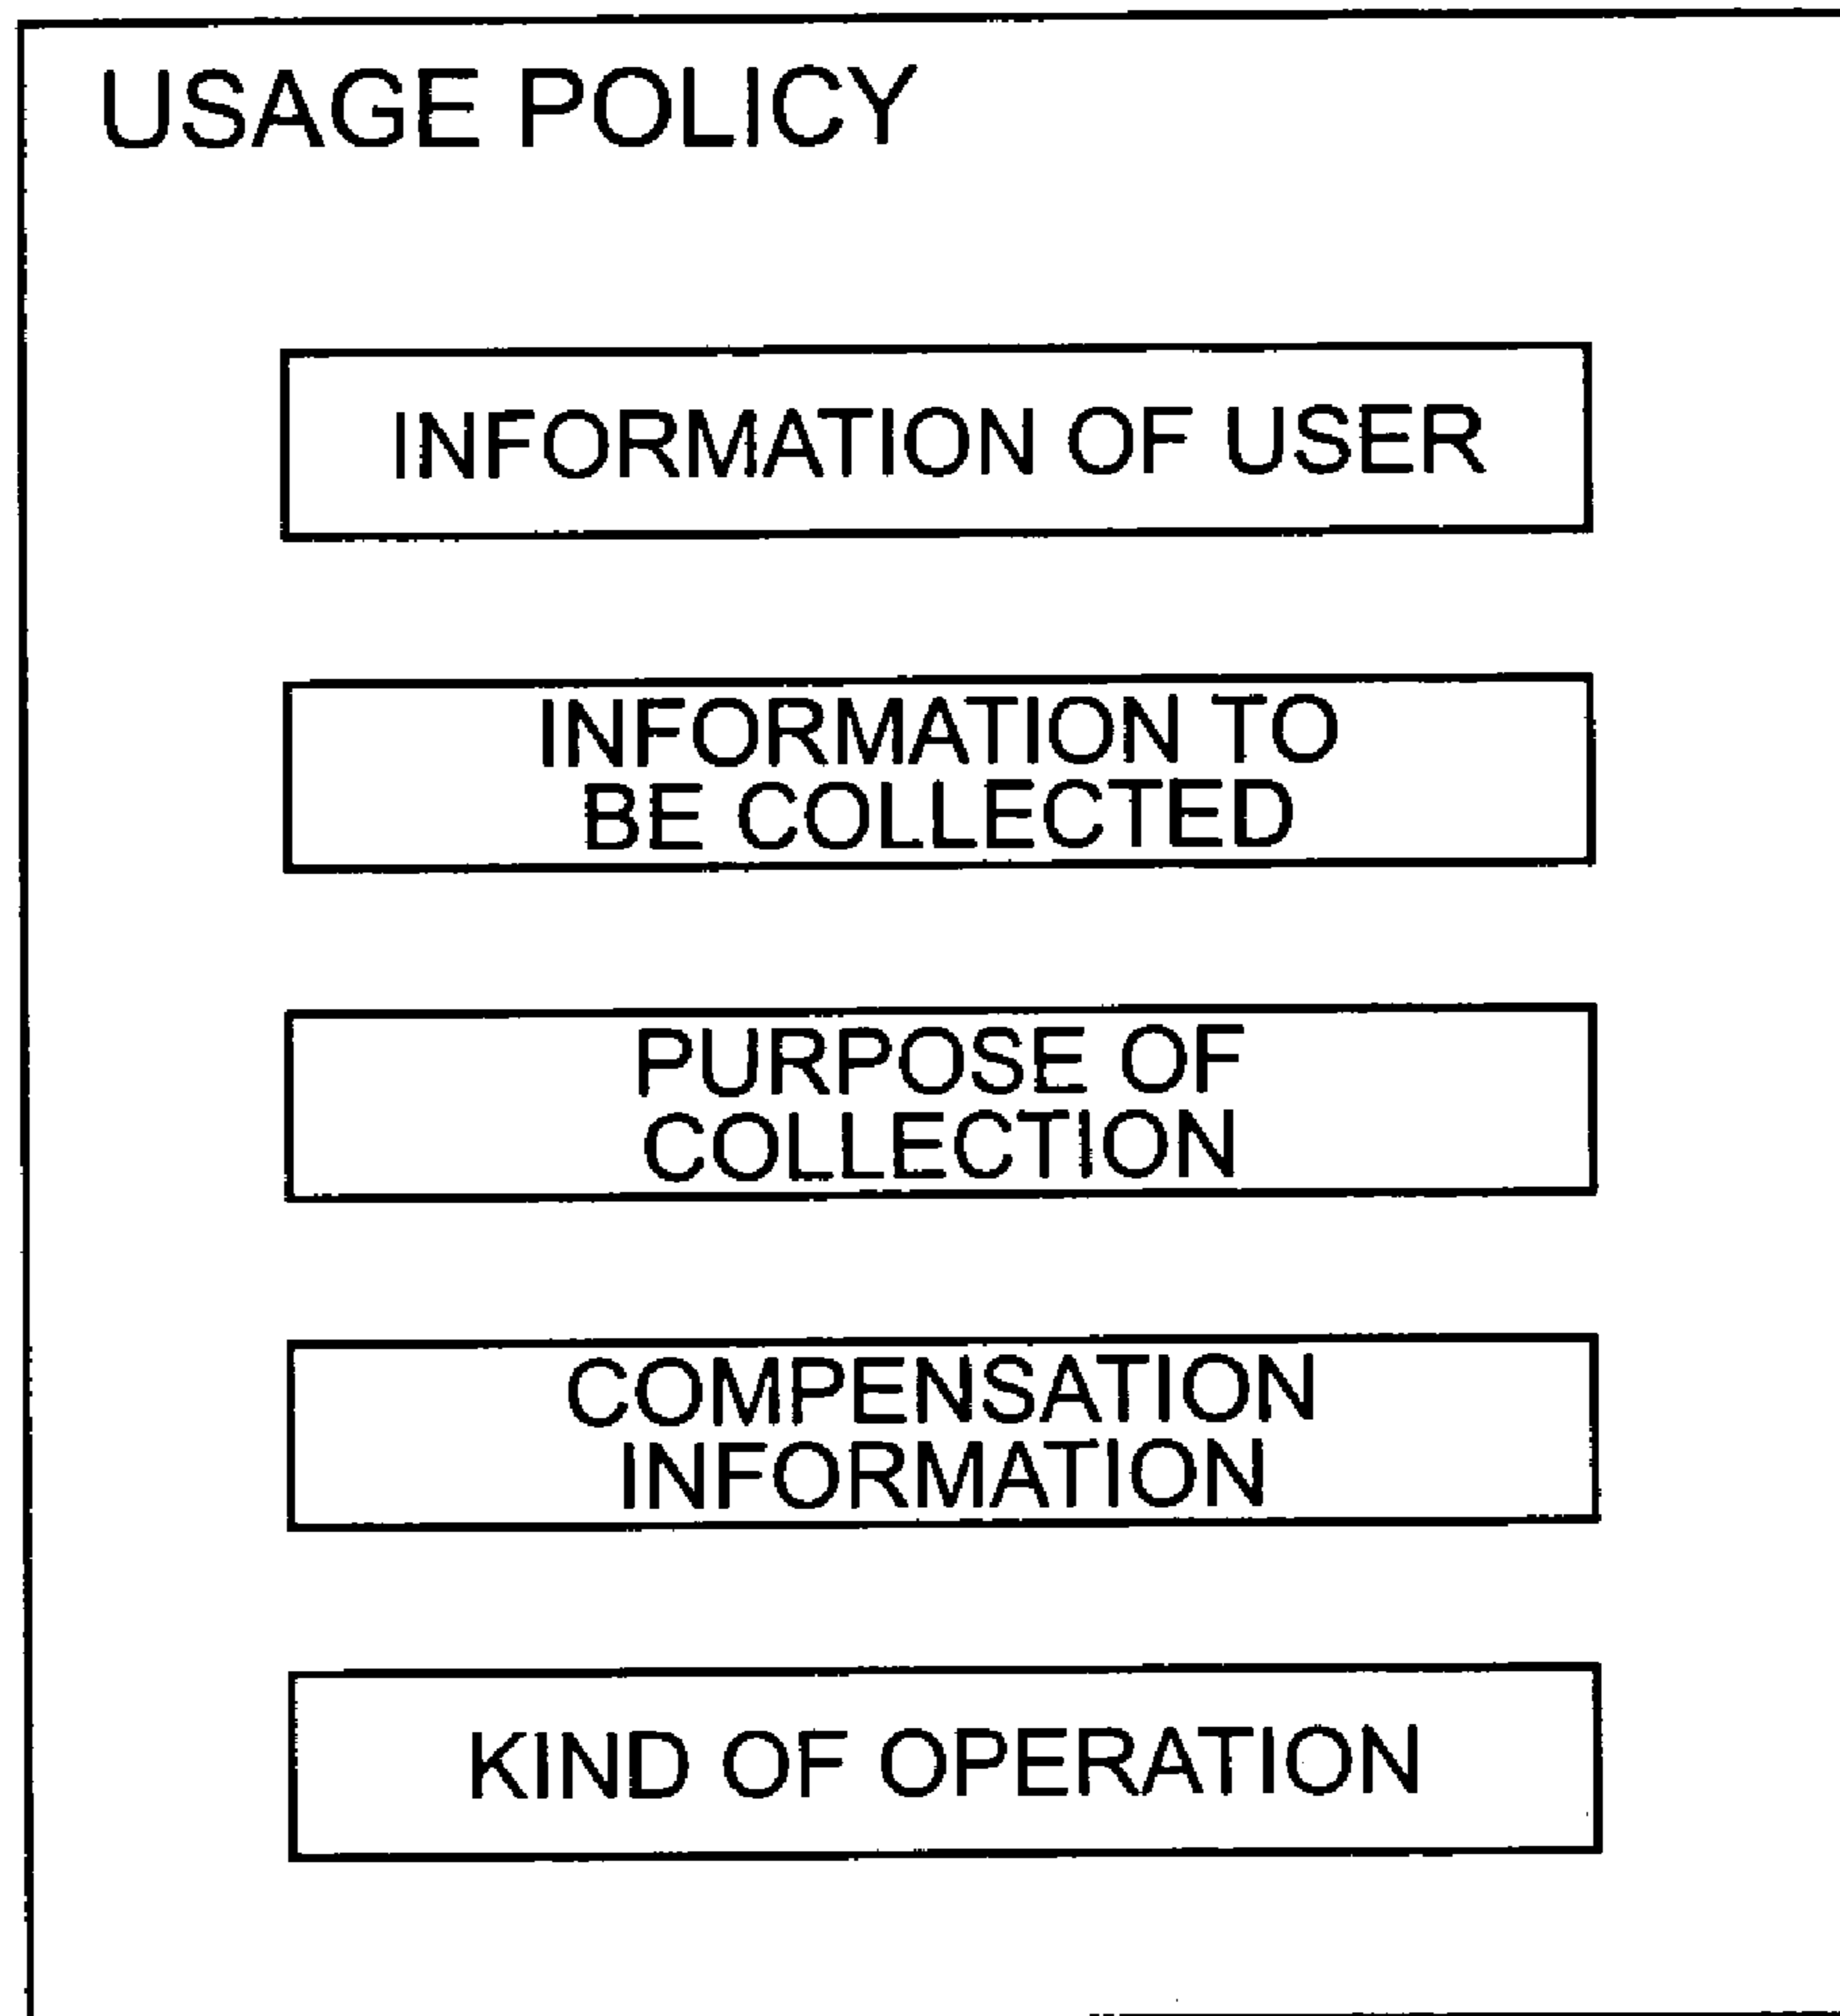 USAGE POLICY
INFORMATION OF USER
INFORMATION TO
BE COLLECTED
PURPOSE OF
COLLECTION
COMPENSATION
INFORMATION
KIND OF OPERATION